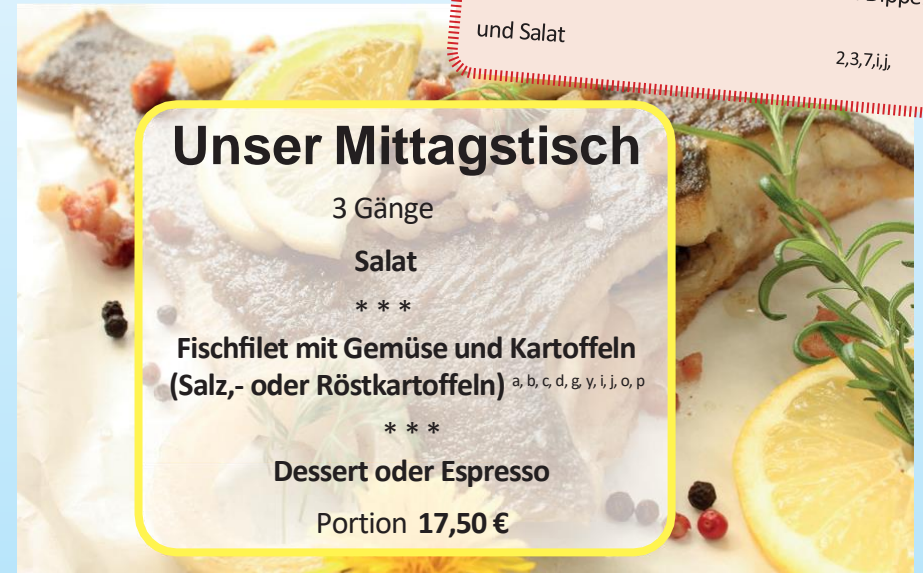 und Salat
2,3,7,i,j,
Unser Mittagstisch
3 Gänge
Salat
* * *
Fischfilet mit Gemüse und Kartoffeln
(Salz,- oder Röstkartoffeln) a, b, c, d, g, y, i, j, o, p
* * *
Dessert oder Espresso
Portion 17,50 €